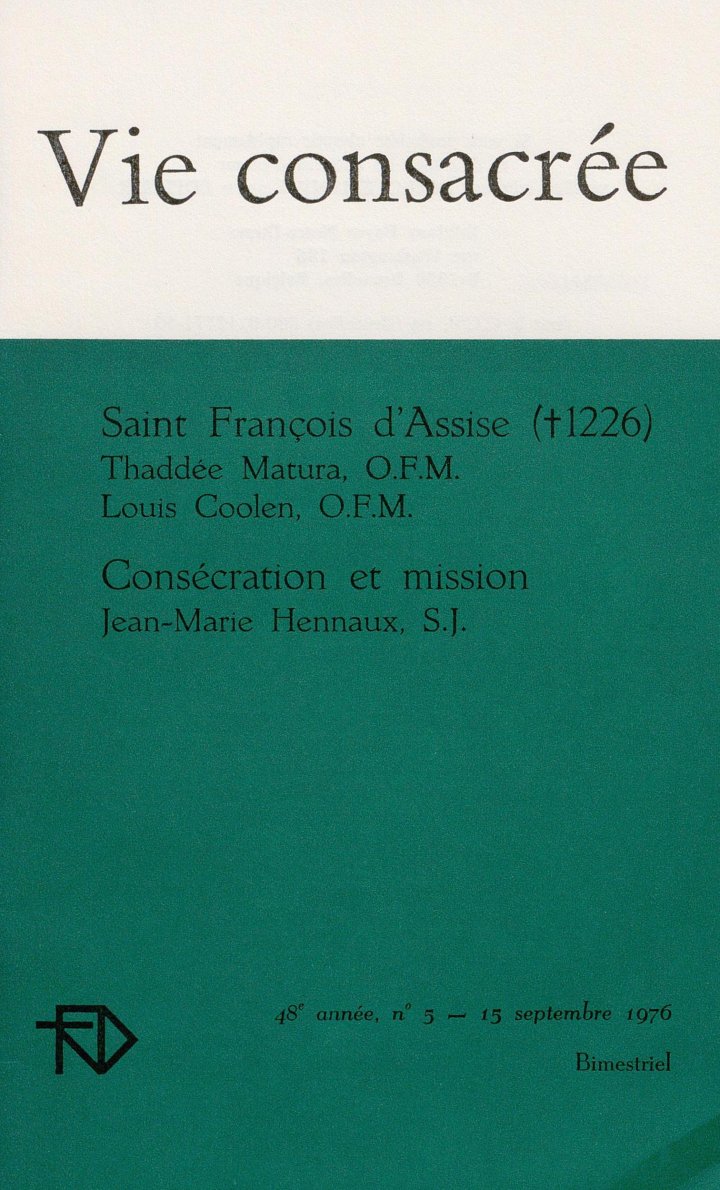 Vie consacrée
Saint François d'Assise (†1226)
Thaddée Matura, O.F.M.
Louis Coolen, O.F.M.
Consécration et mission
Jean-Marie Hennaux, S.J.
48e année, n° 5 — 15 septembre 1976
Bimestriel